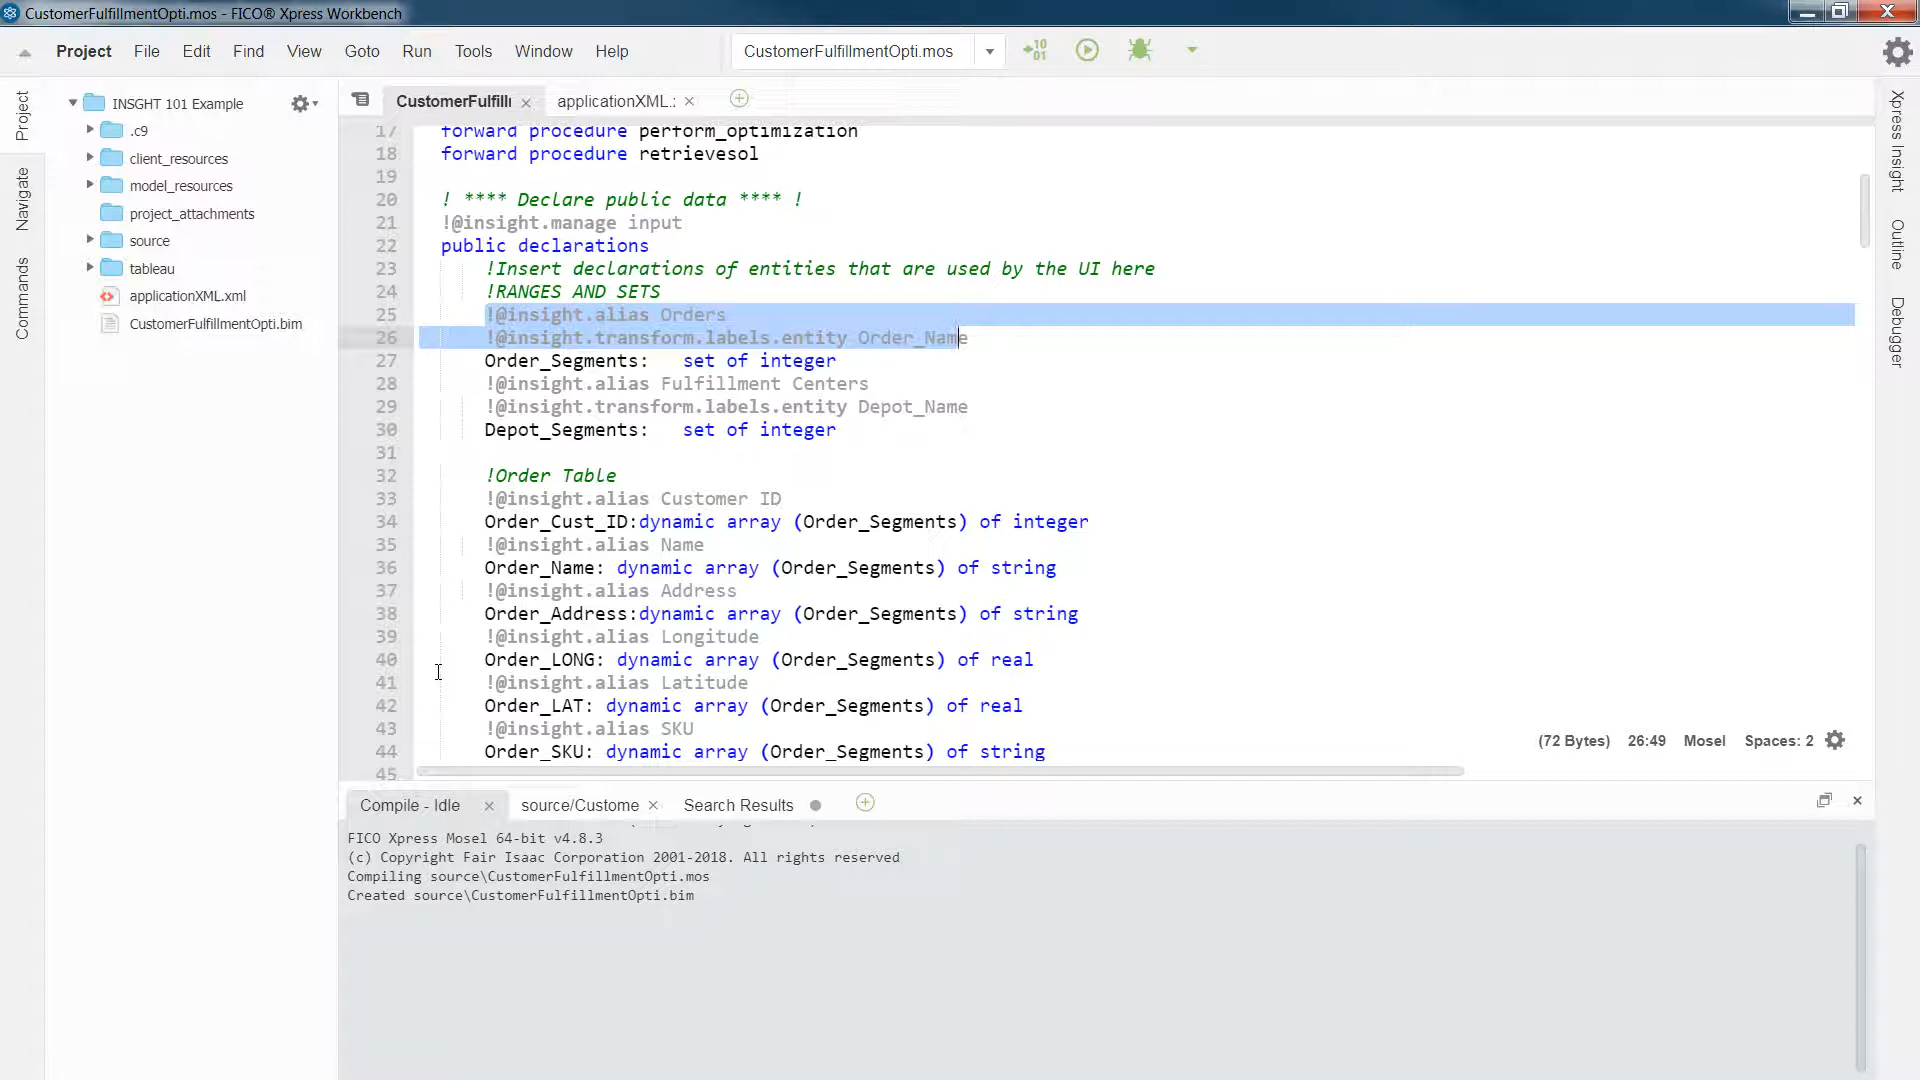 CustomerFulfillmentOpti.mos - FICO® Xpress Workbench
Project File Edit Find View Goto Run Tools Window Help
CustomerFulfillmentOpti.mos
Project
Navigate
Commands
INSGHT 101 Example
.c9
client_resources
model_resources
project_attachments
source
tableau
applicationXML.xml
CustomerFulfillmentOpti.bim
CustomerFulfill
applicationXML.:
17 forward procedure perform_optimization
18 forward procedure retrievesol
19
20 ! **** Declare public data **** !
21 !@insight.manage input
22 public declarations
23 !Insert declarations of entities that are used by the UI here
24 !RANGES AND SETS
25 !@insight.alias Orders
26 !@insight.transform.labels.entity Order_Name
27 Order_Segments: set of integer
28 !@insight.alias Fulfillment Centers
29 !@insight.transform.labels.entity Depot_Name
30 Depot_Segments: set of integer
31
32 !Order Table
33 !@insight.alias Customer ID
34 Order_Cust_ID:dynamic array (Order_Segments) of integer
35 !@insight.alias Name
36 Order_Name: dynamic array (Order_Segments) of string
37 !@insight.alias Address
38 Order_Address:dynamic array (Order_Segments) of string
39 !@insight.alias Longitude
40 Order_LONG: dynamic array (Order_Segments) of real
41 !@insight.alias Latitude
42 Order_LAT: dynamic array (Order_Segments) of real
43 !@insight.alias SKU
44 Order_SKU: dynamic array (Order_Segments) of string
45
(72 Bytes) 26:49 Mosel Spaces: 2
Xpress Insight
Outline
Debugger
Compile - Idle
source/Custome
Search Results
FICO Xpress Mosel 64-bit v4.8.3
(c) Copyright Fair Isaac Corporation 2001-2018. All rights reserved
Compiling source\CustomerFulfillmentOpti.mos
Created source\CustomerFulfillmentOpti.bim